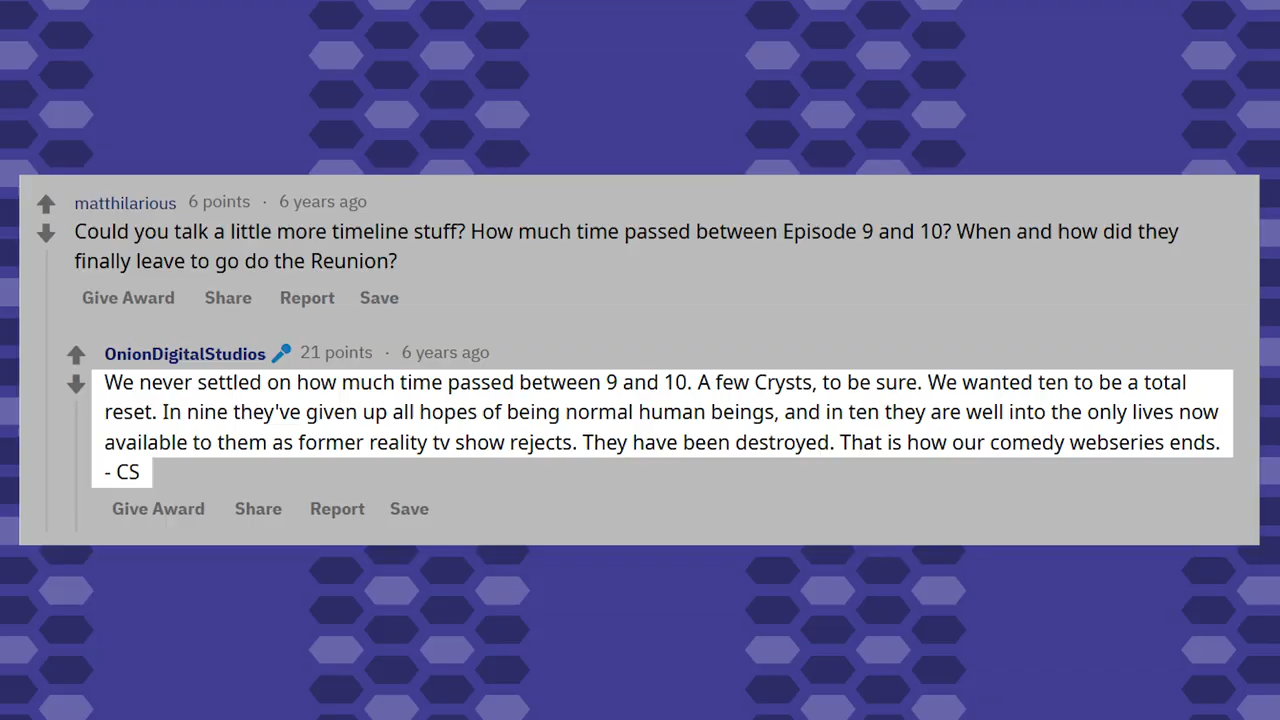 matthilarious 6 points · 6 years ago
Could you talk a little more timeline stuff? How much time passed between Episode 9 and 10? When and how did they
finally leave to go do the Reunion?
Give Award Share Report Save
OnionDigitalStudios 21 points · 6 years ago
We never settled on how much time passed between 9 and 10. A few Crysts, to be sure. We wanted ten to be a total
reset. In nine they've given up all hopes of being normal human beings, and in ten they are well into the only lives now
available to them as former reality tv show rejects. They have been destroyed. That is how our comedy webseries ends.
- CS
Give Award Share Report Save